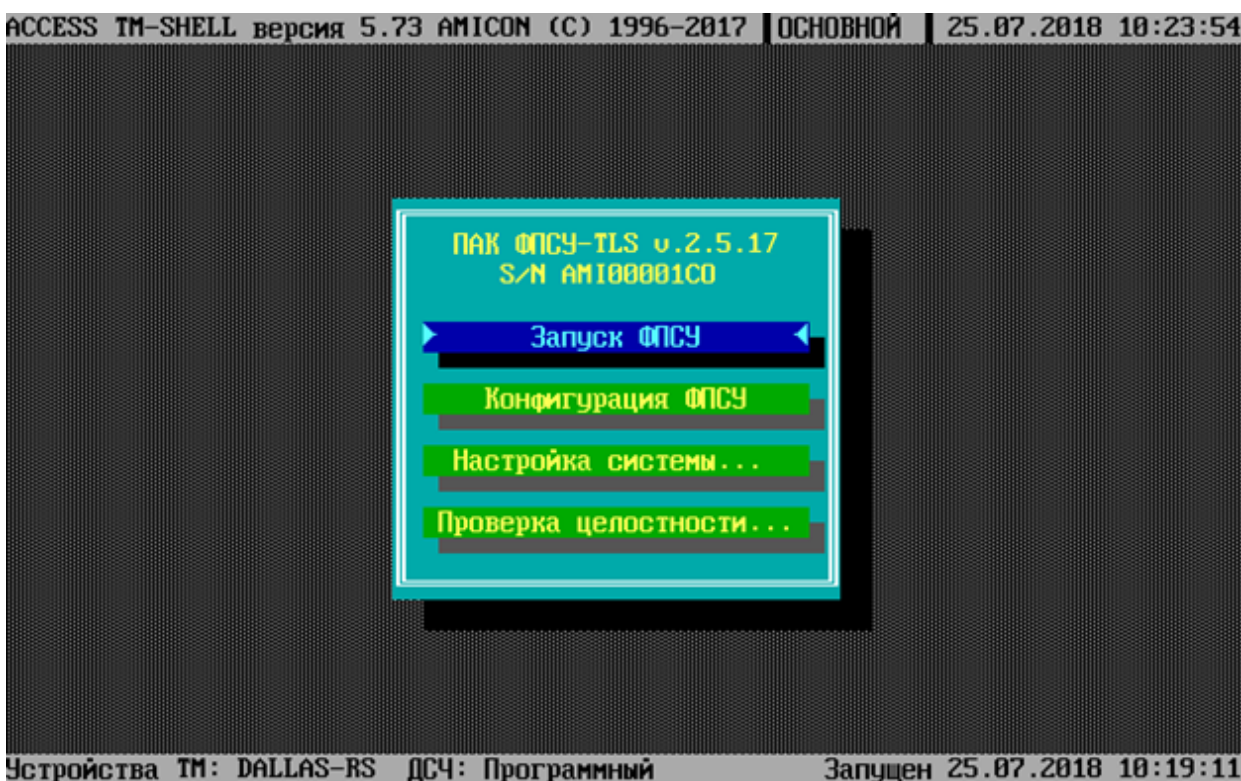 ACCESS TM-SHELL версия 5.73 AMICON (C) 1996-2017 ОСНОВНОЙ 25.07.2018 10:23:54
ПАК ФПСУ-TLS v.2.5.17
S/N AMI00001CO
Запуск ФПСУ
Конфигурация ФПСУ
Настройка системы...
Проверка целостности...
Устройства TM: DALLAS-RS ДСЧ: Программный Запущен 25.07.2018 10:19:11